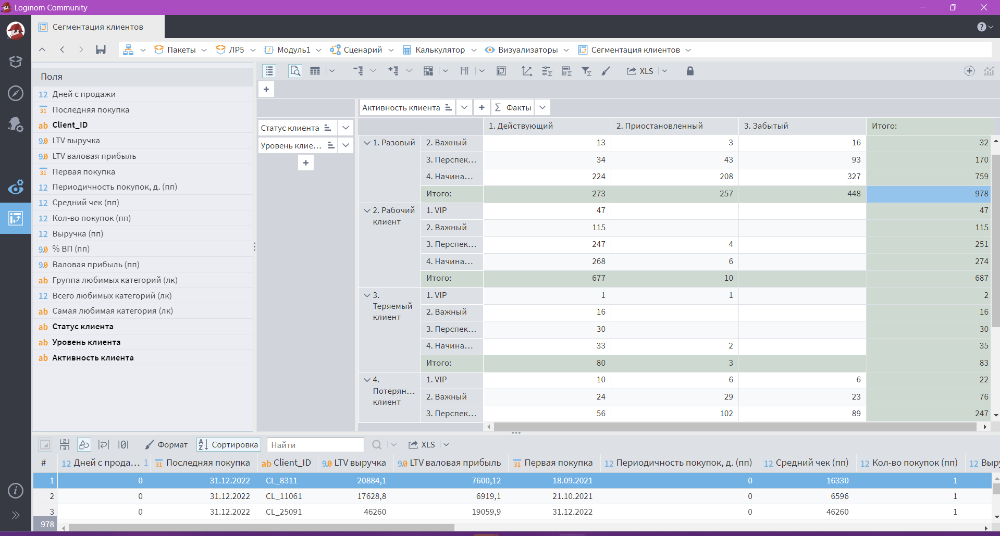 Loginom Community
Сегментация клиентов
Пакеты ЛР5 Модуль1 Сценарий Калькулятор Визуализаторы Сегментация клиентов
Поля
12 Дней с продажи
31 Последняя покупка
ab Client_ID
9.0 LTV выручка
9.0 LTV валовая прибыль
31 Первая покупка
12 Периодичность покупок, д. (пп)
12 Средний чек (пп)
12 Кол-во покупок (пп)
12 Выручка (пп)
9.0 % ВП (пп)
9.0 Валовая прибыль (пп)
ab Группа любимых категорий (лк)
12 Всего любимых категорий (лк)
ab Самая любимая категория (лк)
ab Статус клиента
ab Уровень клиента
ab Активность клиента
XLS
Активность клиента + Σ Факты
Статус клиента
Уровень клие...
1. Действующий 2. Приостановленный 3. Забытый Итого:
1. Разовый 2. Важный 13 3 16 32
3. Перспек... 34 43 93 170
4. Начина... 224 208 327 759
Итого: 273 257 448 978
2. Рабочий клиент 1. VIP 47 47
2. Важный 115 115
3. Перспек... 247 4 251
4. Начина... 268 6 274
Итого: 677 10 687
3. Теряемый клиент 1. VIP 1 1 2
2. Важный 16 16
3. Перспек... 30 30
4. Начина... 33 2 35
Итого: 80 3 83
4. Потерян... клиент 1. VIP 10 6 6 22
2. Важный 24 29 23 76
3. Перспек... 56 102 89 247
Формат Сортировка Найти XLS
# 12 Дней с прода... 1 31 Последняя покупка ab Client_ID 9.0 LTV выручка 9.0 LTV валовая прибыль 31 Первая покупка 12 Периодичность покупок, д. (пп) 12 Средний чек (пп) 12 Кол-во покупок (пп) 12 Выру
1 0 31.12.2022 CL_8311 20884,1 7600,12 18.09.2021 0 16330 1
2 0 31.12.2022 CL_11061 17628,8 6919,1 21.10.2021 0 6596 1
3 0 31.12.2022 CL_25091 46260 19059,9 31.12.2022 0 46260 1
978